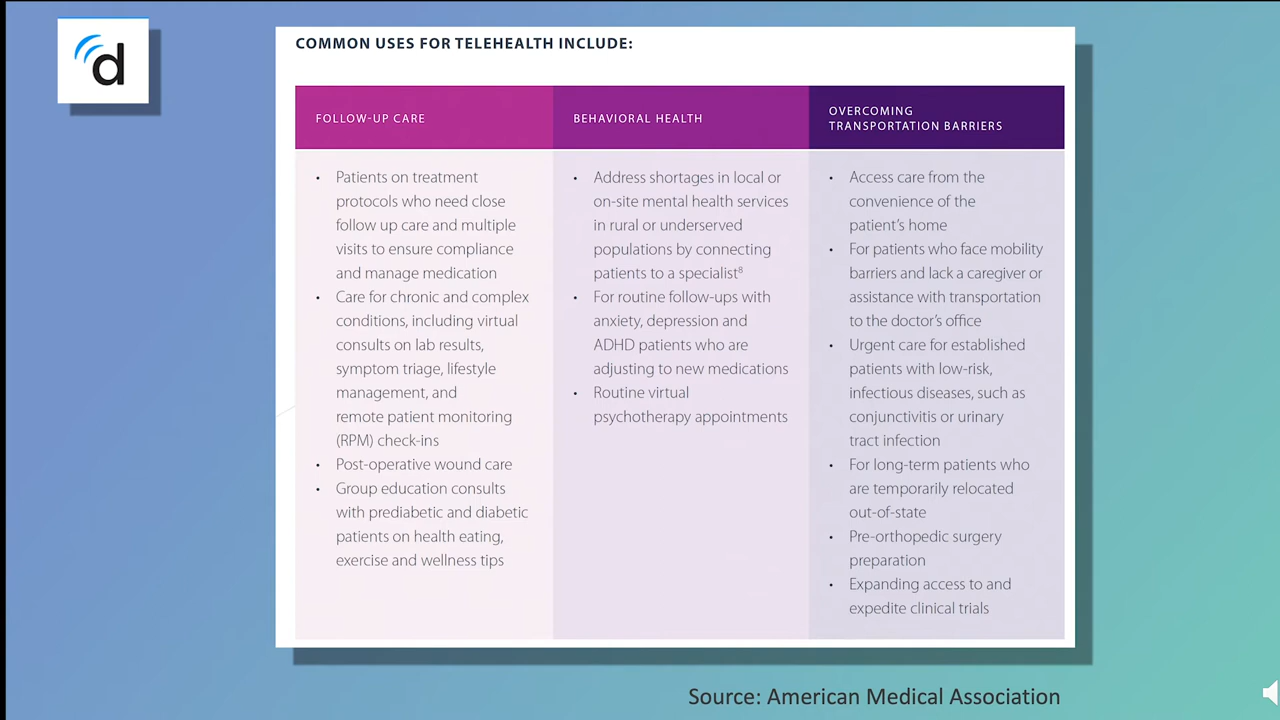 d
COMMON USES FOR TELEHEALTH INCLUDE:
FOLLOW-UP CARE
Patients on treatment
protocols who need close
follow up care and multiple
visits to ensure compliance
and manage medication
Care for chronic and complex
conditions, including virtual
consults on lab results,
symptom triage, lifestyle
management, and
remote patient monitoring
(RPM) check-ins
Post-operative wound care
Group education consults
with prediabetic and diabetic
patients on health eating,
exercise and wellness tips
BEHAVIORAL HEALTH
Address shortages in local or
on-site mental health services
in rural or underserved
populations by connecting
patients to a specialist⁸
For routine follow-ups with
anxiety, depression and
ADHD patients who are
adjusting to new medications
Routine virtual
psychotherapy appointments
OVERCOMING
TRANSPORTATION BARRIERS
Access care from the
convenience of the
patient’s home
For patients who face mobility
barriers and lack a caregiver or
assistance with transportation
to the doctor’s office
Urgent care for established
patients with low-risk,
infectious diseases, such as
conjunctivitis or urinary
tract infection
For long-term patients who
are temporarily relocated
out-of-state
Pre-orthopedic surgery
preparation
Expanding access to and
expedite clinical trials
Source: American Medical Association